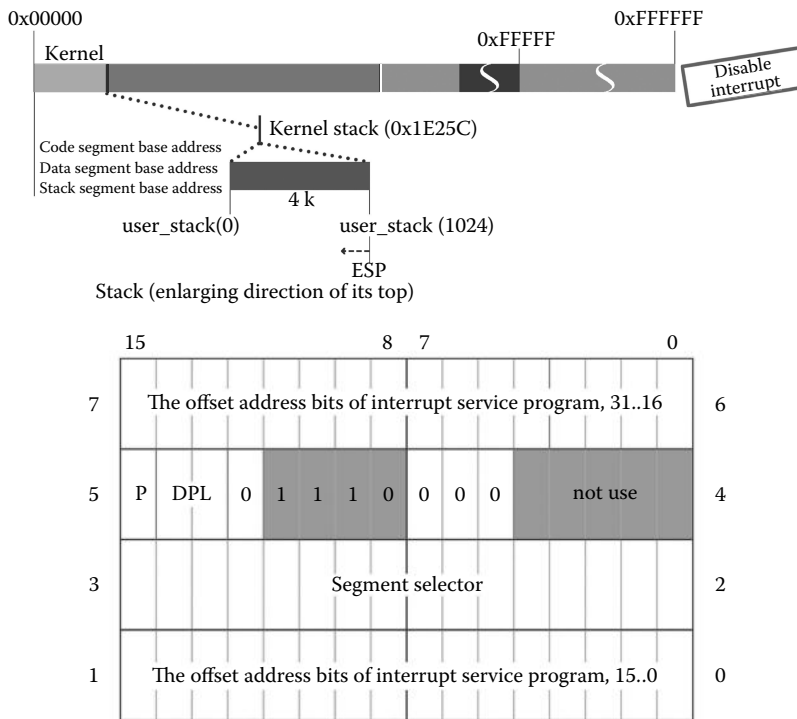 0x00000 0xFFFFFF
Kernel 0xFFFFF
Disable
interrupt
Kernel stack (0x1E25C)
Code segment base address
Data segment base address
Stack segment base address
4 k
user_stack(0) user_stack (1024)
ESP
Stack (enlarging direction of its top)
15 8 7 0
7 The offset address bits of interrupt service program, 31..16 6
5 P DPL 0 1 1 1 0 0 0 0 not use 4
3 Segment selector 2
1 The offset address bits of interrupt service program, 15..0 0